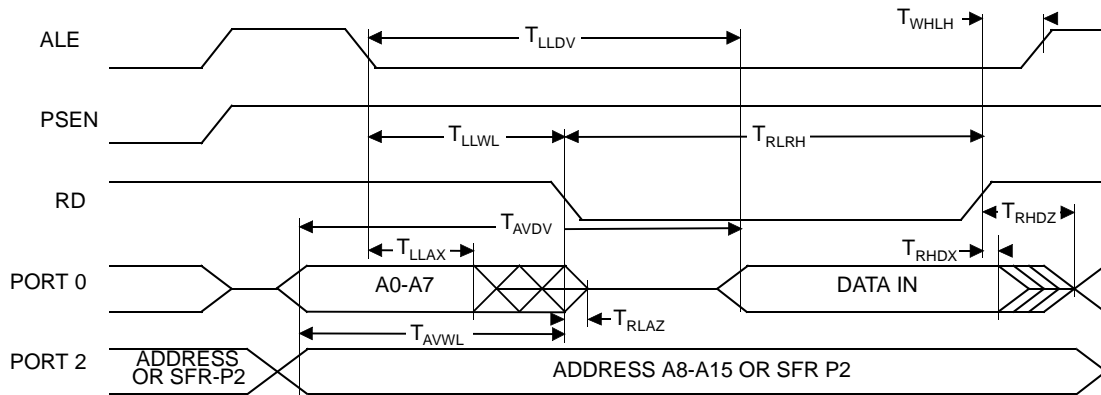 T_WHLH
ALE
T_LLDV
PSEN
T_LLWL
T_RLRH
RD
T_AVDV
T_RHDZ
T_LLAX
T_RHDX
PORT 0
A0-A7
DATA IN
T_RLAZ
T_AVWL
PORT 2
ADDRESS
OR SFR-P2
ADDRESS A8-A15 OR SFR P2